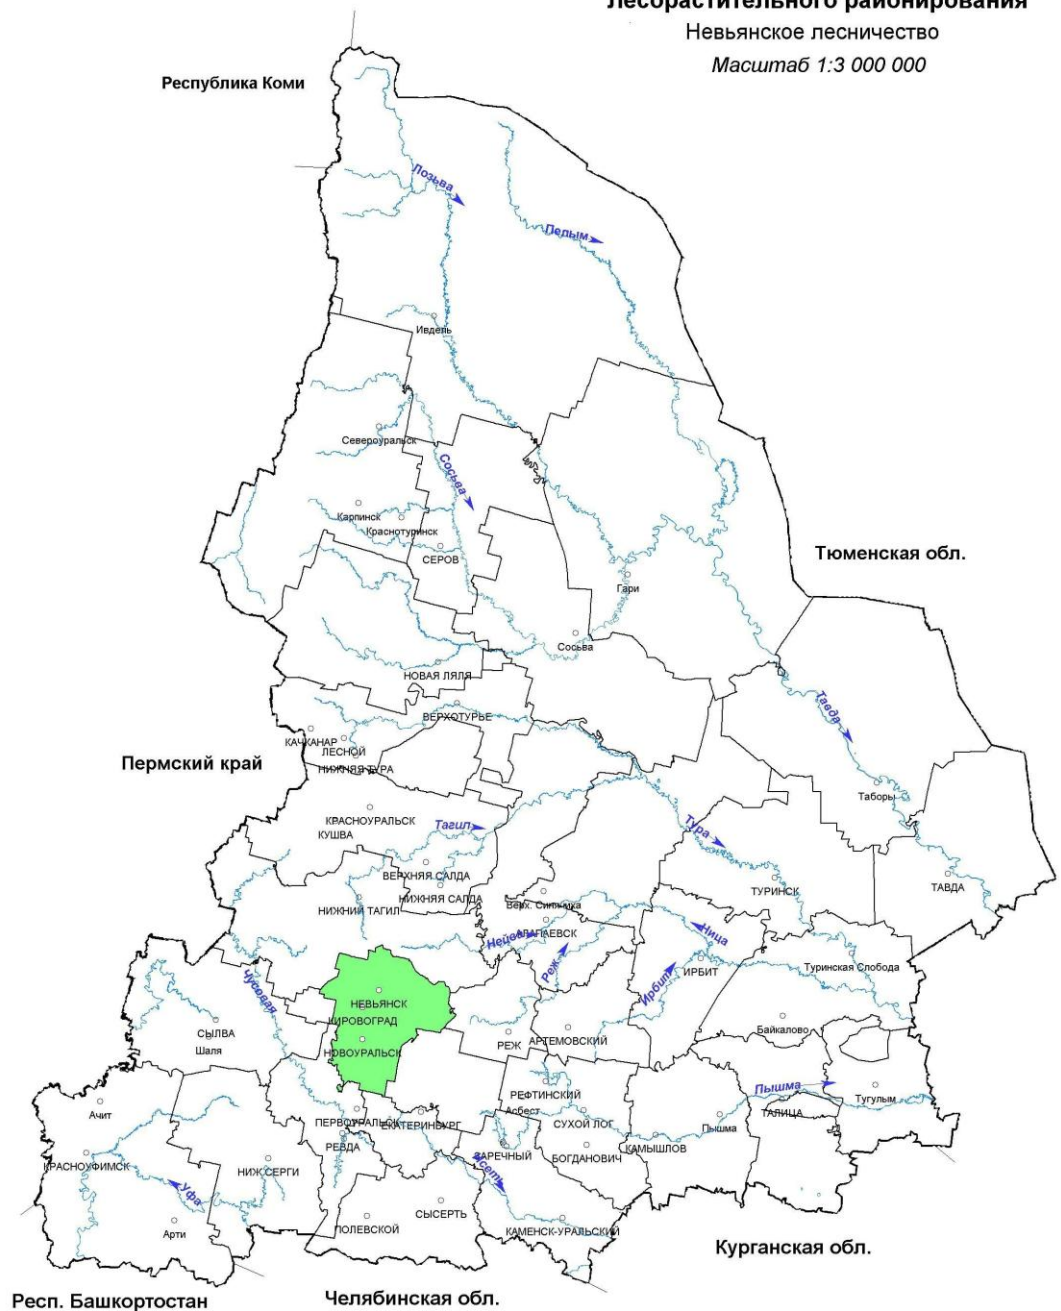 Лесорастительного районирования
Невьянское лесничество
Масштаб 1:3 000 000
Республика Коми
Лозьва
Пелым
Ивдель
Североуральск
Сосьва
Карпинск
Краснотурьинск
СЕРОВ
Тюменская обл.
Гари
Сосьва
НОВАЯ ЛЯЛЯ
ВЕРХОТУРЬЕ
Тавда
КАЧКАНАР
ЛЕСНОЙ
НИЖНЯЯ ТУРА
Пермский край
Таборы
КРАСНОУРАЛЬСК
КУШВА
Тагил
Тура
ВЕРХНЯЯ САЛДА
НИЖНЯЯ САЛДА
ТУРИНСК
ТАВДА
НИЖНИЙ ТАГИЛ
Верх. Синячиха
АЛАПАЕВСК
Нейва
Ница
Реж
Ирбит
ИРБИТ
Туринская Слобода
Чусовая
НЕВЬЯНСК
КИРОВОГРАД
НОВОУРАЛЬСК
СЫЛВА
Шаля
РЕЖ
АРТЕМОВСКИЙ
Байкалово
Ачит
ПЕРВОУРАЛЬСК
ЕКАТЕРИНБУРГ
РЕВДА
РЕФТИНСКИЙ
Асбест
СУХОЙ ЛОГ
Пышма
Пышма
ТАЛИЦА
Тугулым
КРАСНОУФИМСК
НИЖ.СЕРГИ
ЗАРЕЧНЫЙ
БОГДАНОВИЧ
КАМЫШЛОВ
Исеть
Уфа
Арти
СЫСЕРТЬ
ПОЛЕВСКОЙ
КАМЕНСК-УРАЛЬСКИЙ
Курганская обл.
Респ. Башкортостан
Челябинская обл.